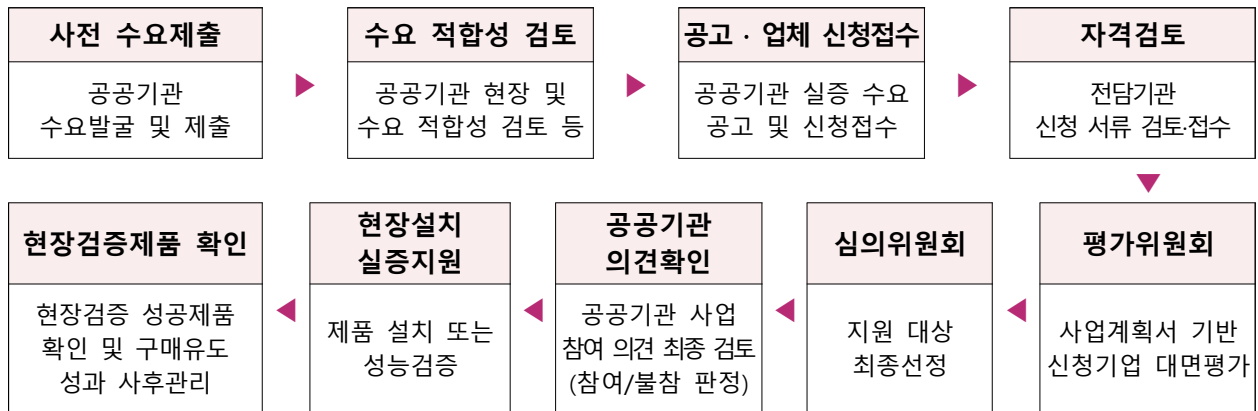 사전 수요제출
공공기관
수요발굴 및 제출
수요 적합성 검토
공공기관 현장 및
수요 적합성 검토 등
공고 · 업체 신청접수
공공기관 실증 수요
공고 및 신청접수
자격검토
전담기관
신청 서류 검토·접수
평가위원회
사업계획서 기반
신청기업 대면평가
심의위원회
지원 대상
최종선정
공공기관
의견확인
공공기관 사업
참여 의견 최종 검토
(참여/불참 판정)
현장설치
실증지원
제품 설치 또는
성능검증
현장검증제품 확인
현장검증 성공제품
확인 및 구매유도
성과 사후관리